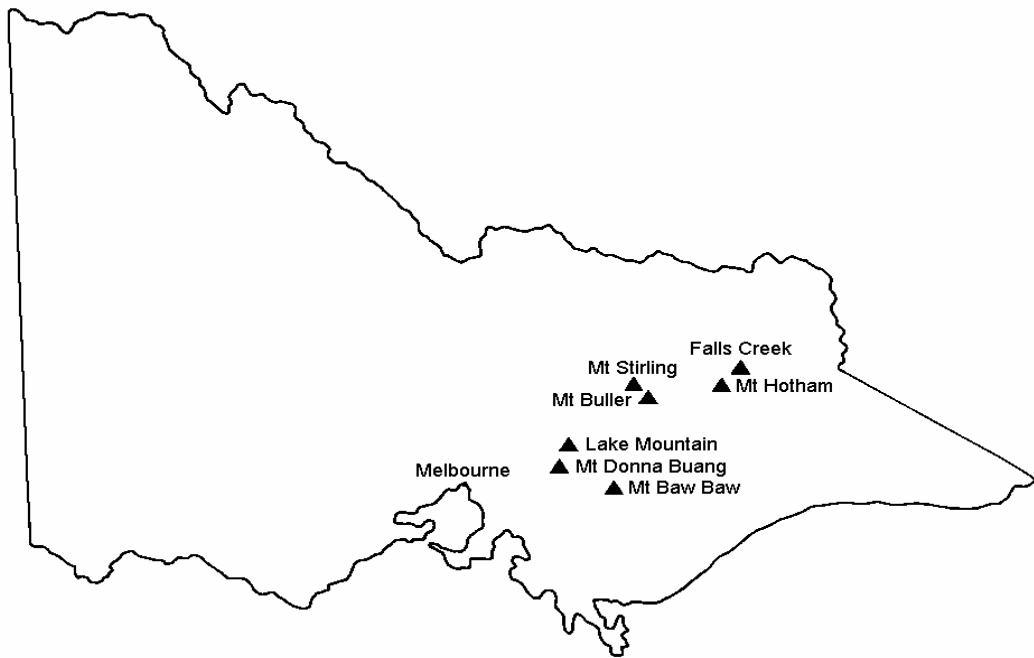 Falls Creek
Mt Stirling
Mt Hotham
Mt Buller
Lake Mountain
Melbourne
Mt Donna Buang
Mt Baw Baw